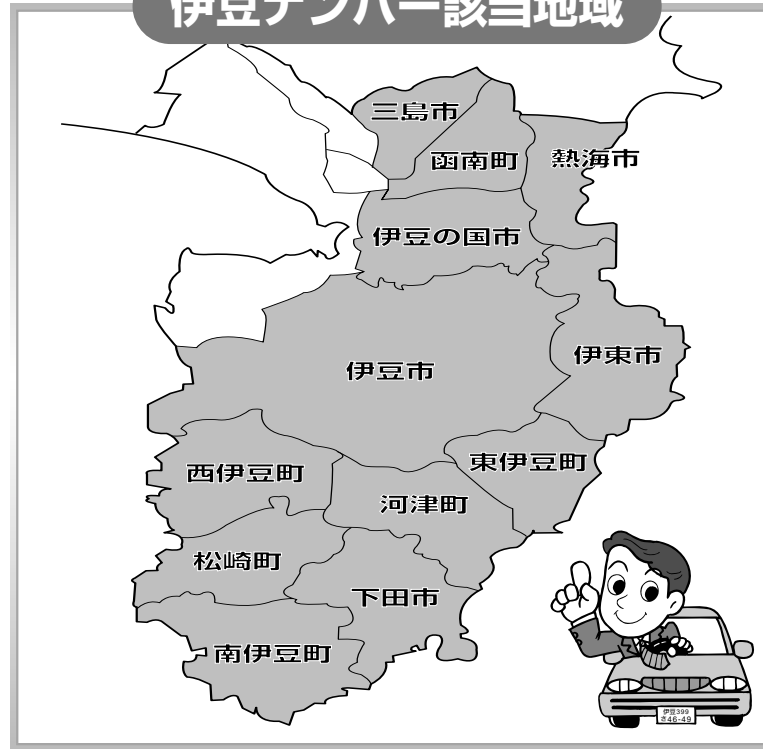 伊豆ナンバー該当地域
三島市
函南町
熱海市
伊豆の国市
伊豆市
伊東市
東伊豆町
西伊豆町
河津町
松崎町
下田市
南伊豆町
伊豆399
さ46-49